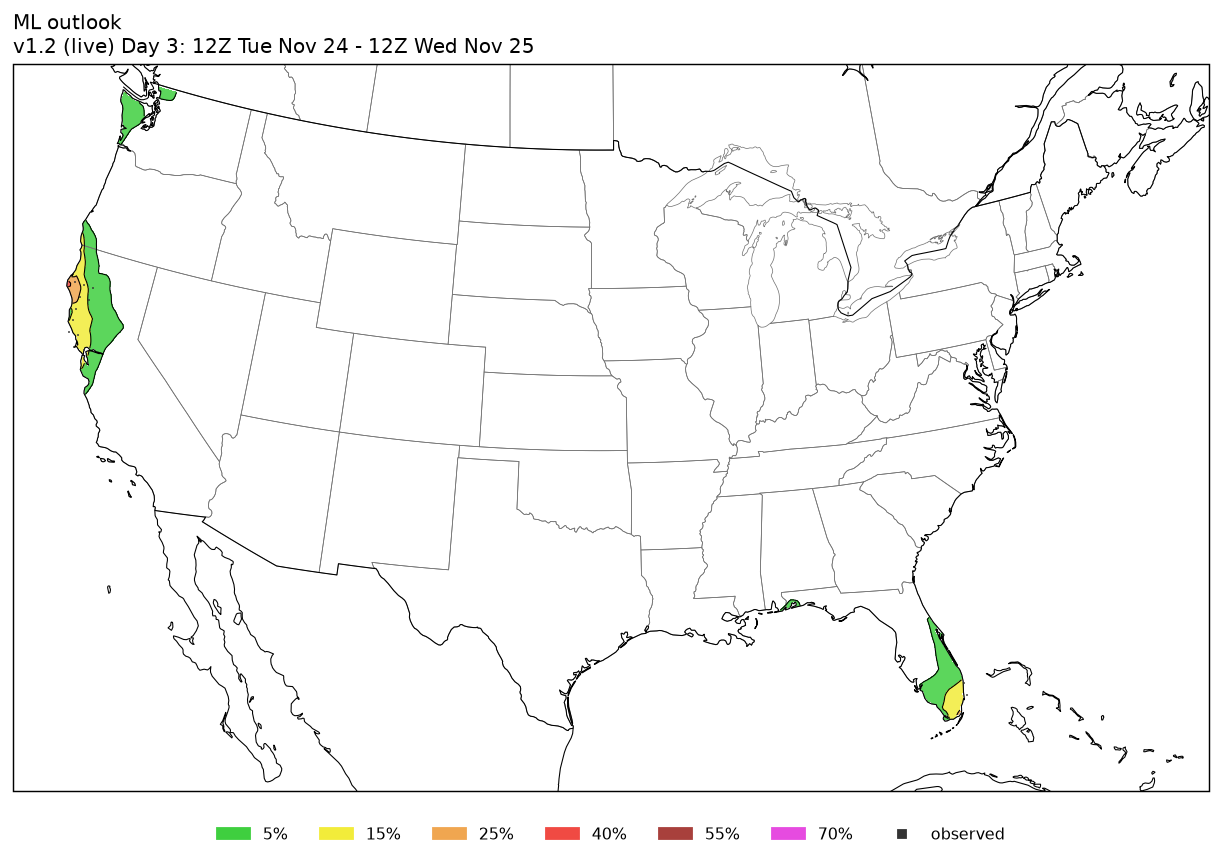 ML outlook
v1.2 (live) Day 3: 12Z Tue Nov 24 - 12Z Wed Nov 25
5% 15% 25% 40% 55% 70% observed